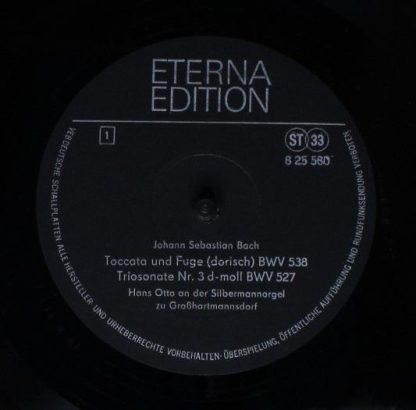 ETERNA
EDITION
1
ST 33
8 25 580
Johann Sebastian Bach
Toccata und Fuge (dorisch) BWV 538
Triosonate Nr. 3 d-moll BWV 527
Hans Otto an der Silbermannorgel
zu Großhartmannsdorf
VEB DEUTSCHE SCHALLPLATTEN ALLE HERSTELLER- UND URHEBERRECHTE VORBEHALTEN · ÜBERSPIELUNG, ÖFFENTLICHE AUFFÜHRUNG UND RUNDFUNKSENDUNG VERBOTEN